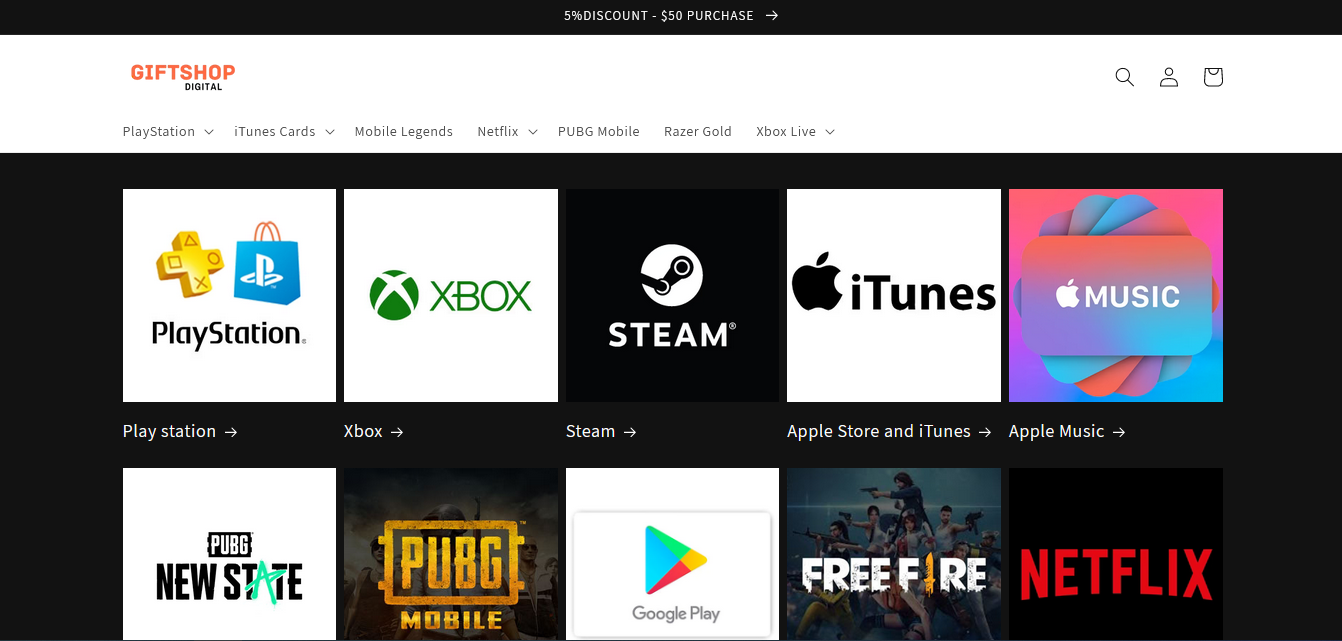 5%DISCOUNT - $50 PURCHASE
GIFTSHOP
DIGITAL
PlayStation iTunes Cards Mobile Legends Netflix PUBG Mobile Razer Gold Xbox Live
PlayStation
XBOX
STEAM®
iTunes
MUSIC
Play station Xbox Steam Apple Store and iTunes Apple Music
PUBG
NEW STATE
PUBG™
MOBILE
Google Play
FREE FIRE
NETFLIX